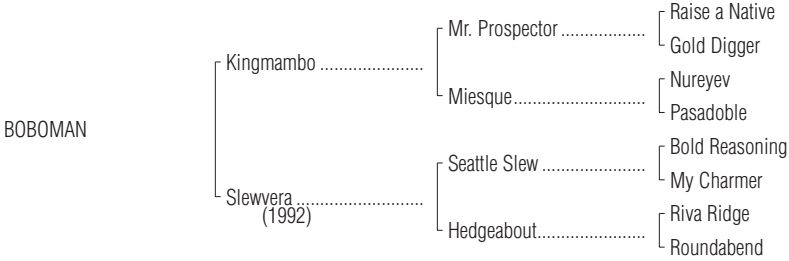 Raise a Native
Mr. Prospector ..................
Gold Digger
Kingmambo ......................
Nureyev
Miesque............................
Pasadoble
BOBOMAN
Bold Reasoning
Seattle Slew ......................
My Charmer
Slewvera ...........................
(1992)
Riva Ridge
Hedgeabout.......................
Roundabend